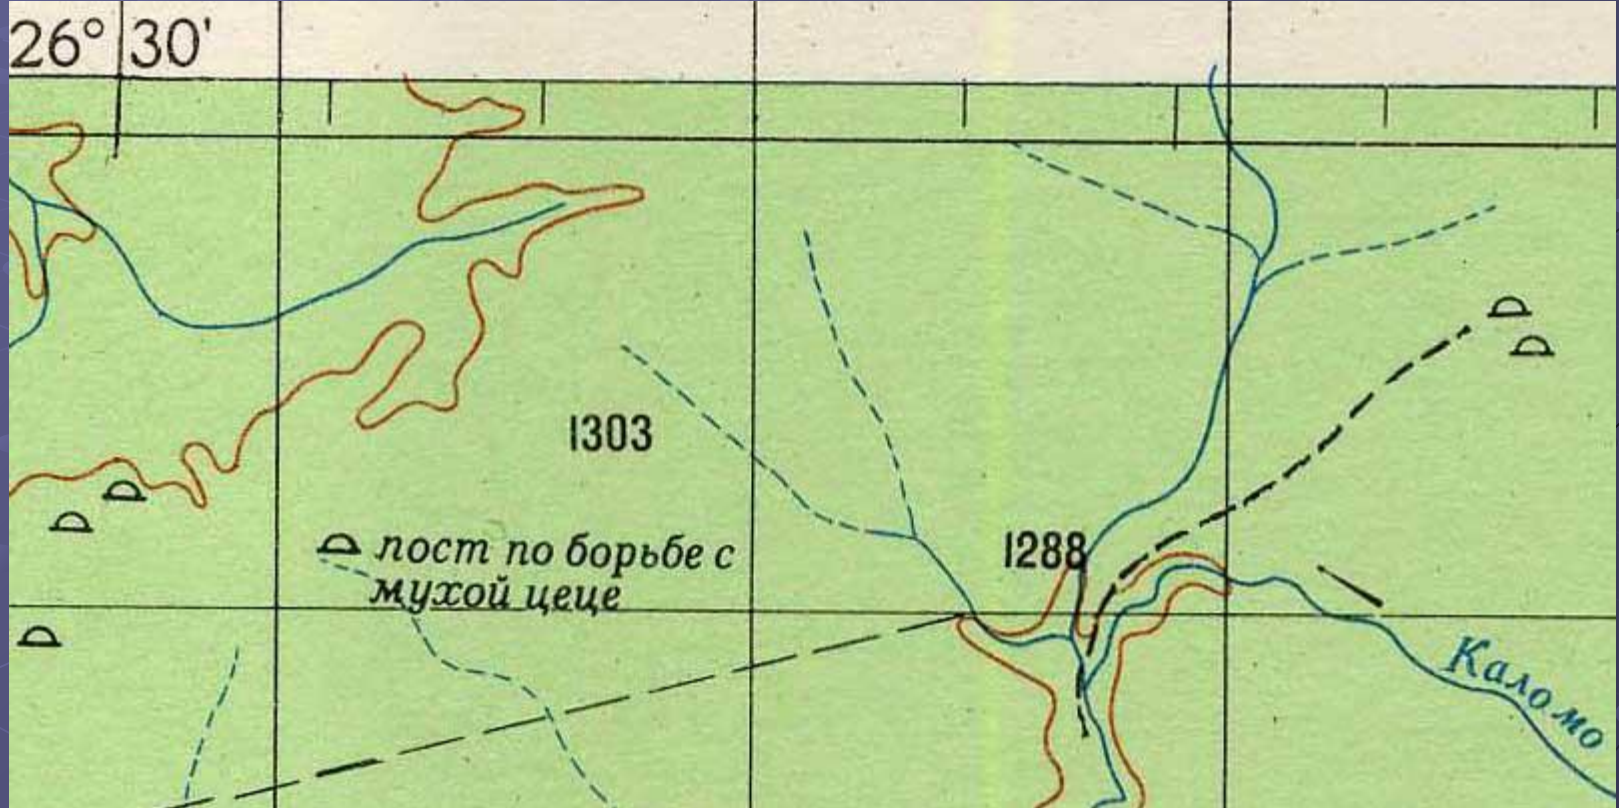 26° 30'
1303
1288
пост по борьбе с
мухой цеце
Каломо